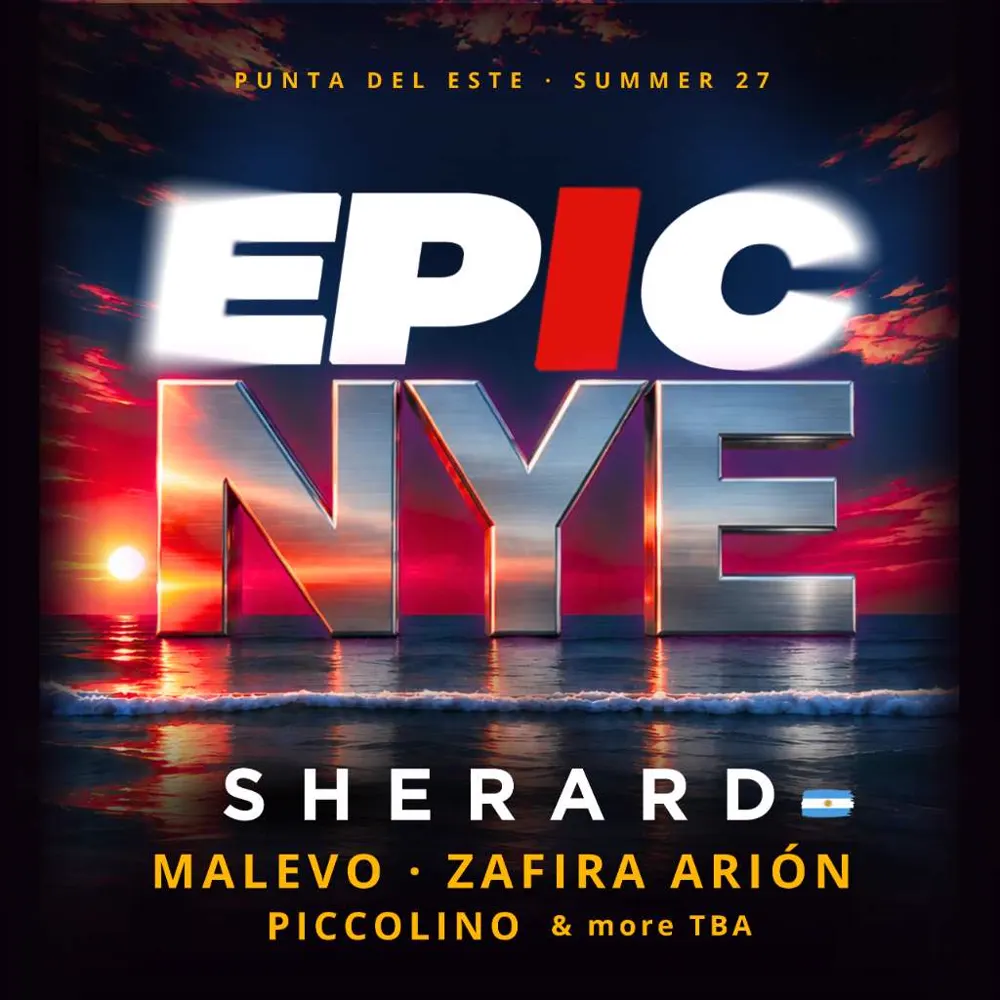 PUNTA DEL ESTE · SUMMER 27
EPIC
NYE
SHERARD
MALEVO · ZAFIRA ARIÓN
PICCOLINO & more TBA